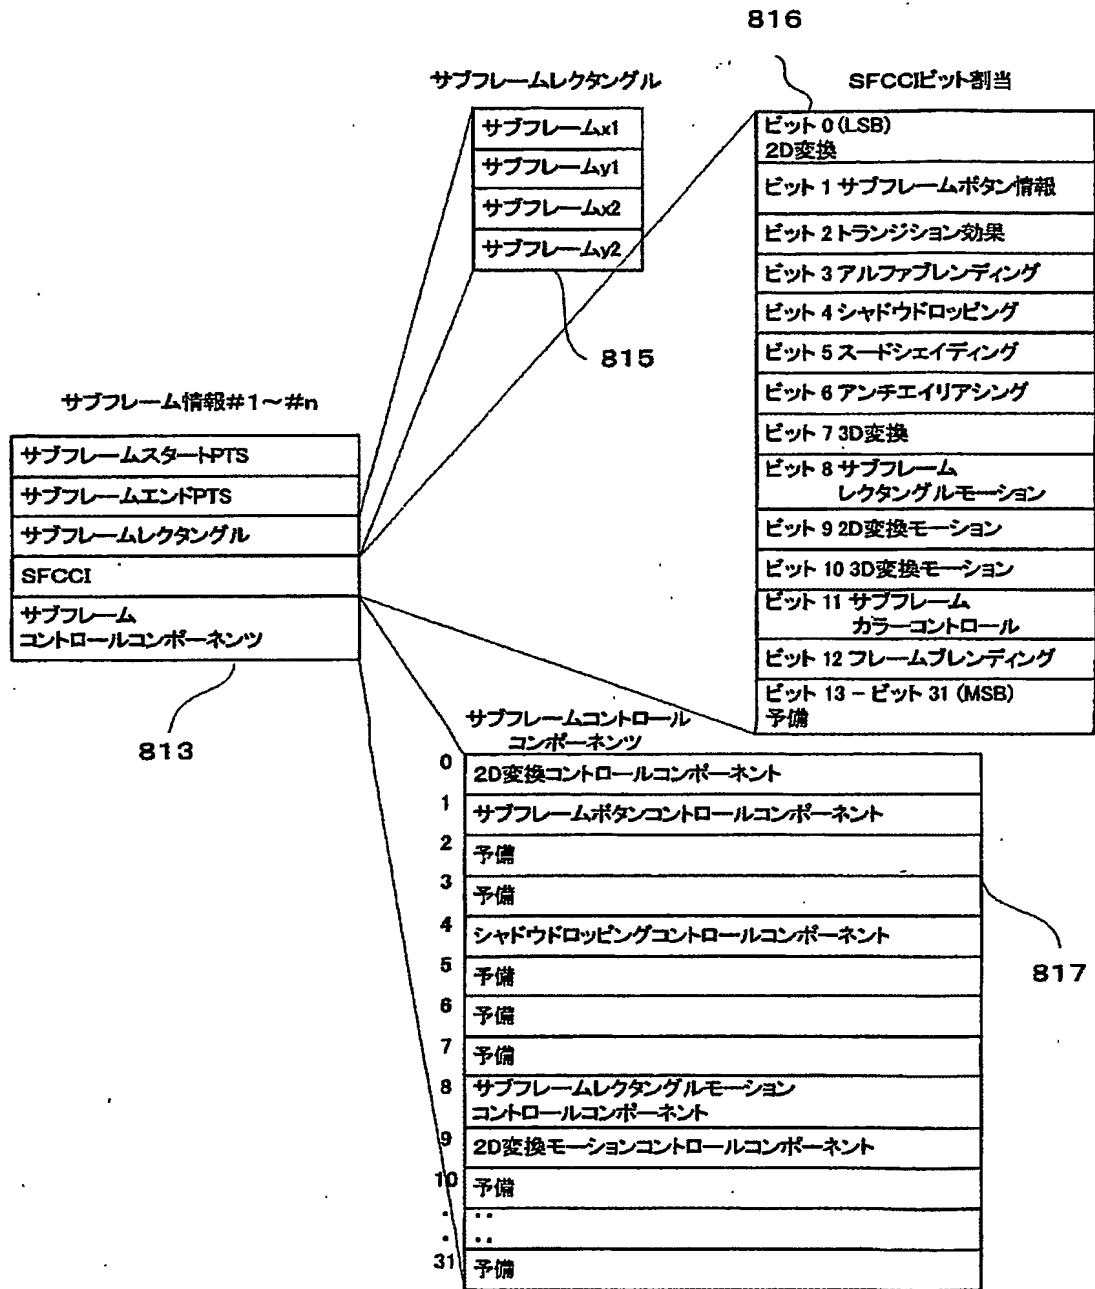 816
サブフレームレクタングル
サブフレームx1
サブフレームy1
サブフレームx2
サブフレームy2
815
SFCCIビット割当
ビット 0 (LSB)
2D変換
ビット 1 サブフレームボタン情報
ビット 2 トランジション効果
ビット 3 アルファブレンディング
ビット 4 シャドウドロッピング
ビット 5 スードシェイディング
ビット 6 アンチエイリアシング
ビット 7 3D変換
ビット 8 サブフレーム
レクタングルモーション
ビット 9 2D変換モーション
ビット 10 3D変換モーション
ビット 11 サブフレーム
カラーコントロール
ビット 12 フレームブレンディング
ビット 13 - ビット 31 (MSB)
予備
サブフレーム情報#1~#n
サブフレームスタートPTS
サブフレームエンドPTS
サブフレームレクタングル
SFCCI
サブフレーム
コントロールコンポーネンツ
813
サブフレームコントロール
コンポーネンツ
0 2D変換コントロールコンポーネント
1 サブフレームボタンコントロールコンポーネント
2 予備
3 予備
4 シャドウドロッピングコントロールコンポーネント
5 予備
6 予備
7 予備
8 サブフレームレクタングルモーション
コントロールコンポーネント
9 2D変換モーションコントロールコンポーネント
10 予備
. ..
. ..
31 予備
817